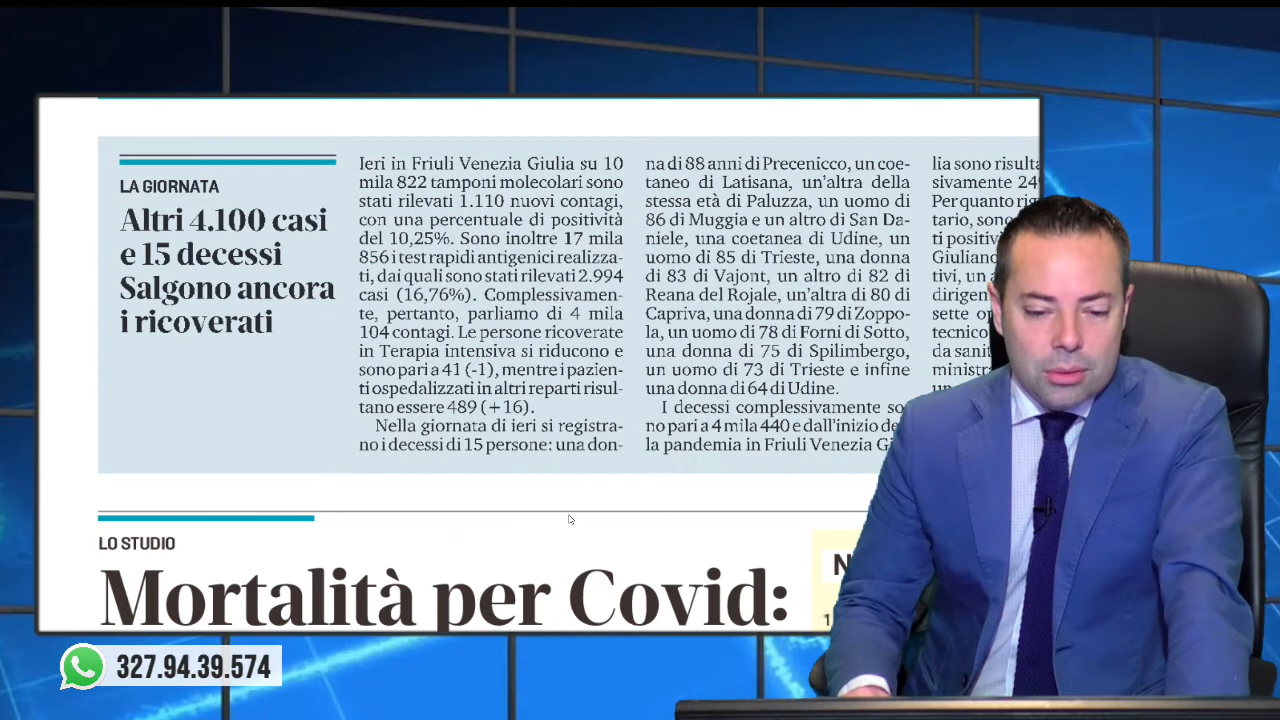 LA GIORNATA
Altri 4.100 casi
e 15 decessi
Salgono ancora
i ricoverati
Ieri in Friuli Venezia Giulia su 10
mila 822 tamponi molecolari sono
stati rilevati 1.110 nuovi contagi,
con una percentuale di positività
del 10,25%. Sono inoltre 17 mila
856 i test rapidi antigenici realizza-
ti, dai quali sono stati rilevati 2.994
casi (16,76%). Complessivamen-
te, pertanto, parliamo di 4 mila
104 contagi. Le persone ricoverate
in Terapia intensiva si riducono e
sono pari a 41 (-1), mentre i pazien-
ti ospedalizzati in altri reparti risul-
tano essere 489 (+16).
Nella giornata di ieri si registra-
no i decessi di 15 persone: una don-
na di 88 anni di Precenicco, un coe-
taneo di Latisana, un'altra della
stessa età di Paluzza, un uomo di
86 di Muggia e un altro di San Da-
niele, una coetanea di Udine, un
uomo di 85 di Trieste, una donna
di 83 di Vajont, un altro di 82 di
Reana del Rojale, un'altra di 80 di
Capriva, una donna di 79 di Zoppo-
la, un uomo di 78 di Forni di Sotto,
una donna di 75 di Spilimbergo,
un uomo di 73 di Trieste e infine
una donna di 64 di Udine.
I decessi complessivamente so
no pari a 4 mila 440 e dall'inizio de
la pandemia in Friuli Venezia Gi
lia sono risulta
sivamente 24
Per quanto rig
tario, sono
ti positiv
Giuliano
tivi, un a
dirigen
sette op
tecnico
da sanit
ministra
un
LO STUDIO
Mortalità per Covid:
N
1
327.94.39.574